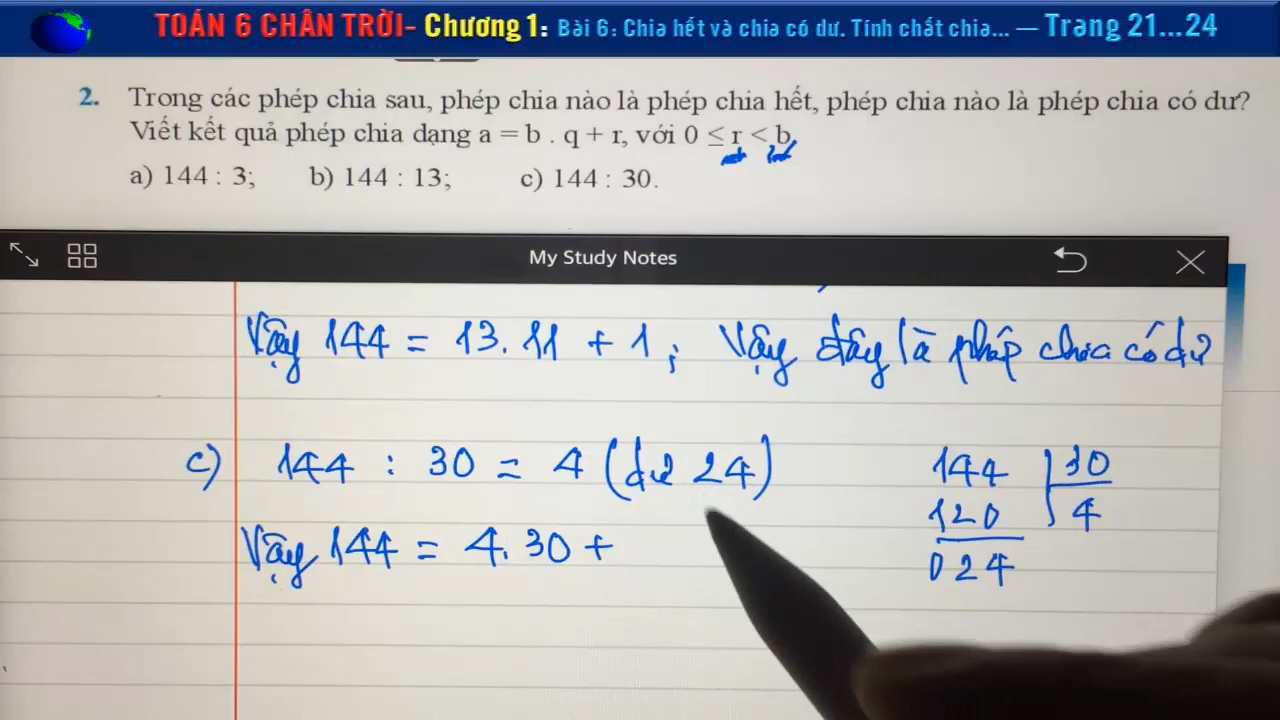 TOÁN 6 CHÂN TRỜI- Chương 1: Bài 6: Chia hết và chia có dư. Tính chất chia... — Trang 21...24
2. Trong các phép chia sau, phép chia nào là phép chia hết, phép chia nào là phép chia có dư?
Viết kết quả phép chia dạng a = b . q + r, với 0 ≤ r < b.
a) 144 : 3; b) 144 : 13; c) 144 : 30.
My Study Notes
Vậy 144 = 13.11 + 1; Vậy đây là phép chia có dư
c) 144 : 30 = 4 (dư 24)
144 30
120 4
024
Vậy 144 = 4.30 +